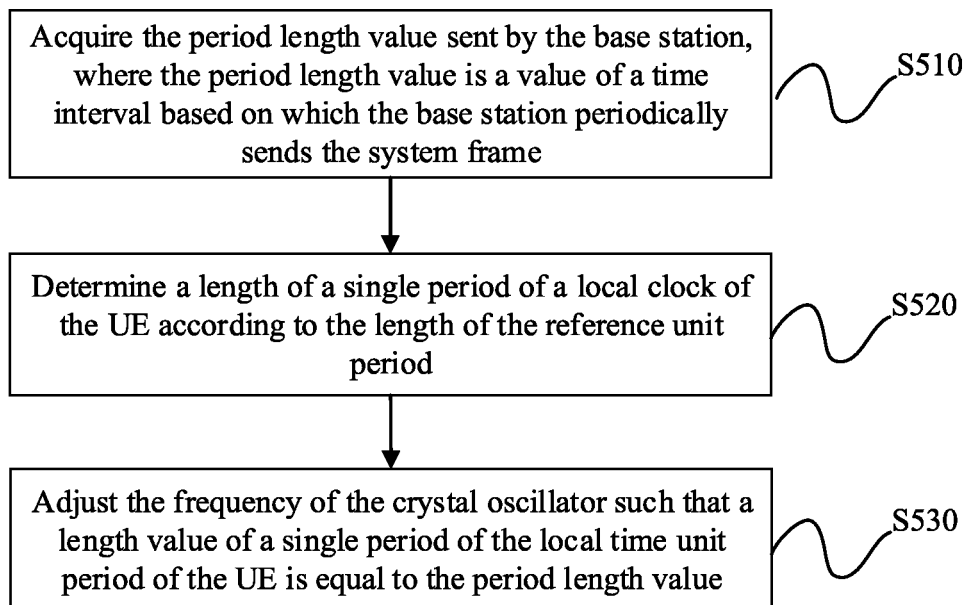 Acquire the period length value sent by the base station,
where the period length value is a value of a time
interval based on which the base station periodically
sends the system frame
S510
Determine a length of a single period of a local clock of
the UE according to the length of the reference unit
period
S520
Adjust the frequency of the crystal oscillator such that a
length value of a single period of the local time unit
period of the UE is equal to the period length value
S530